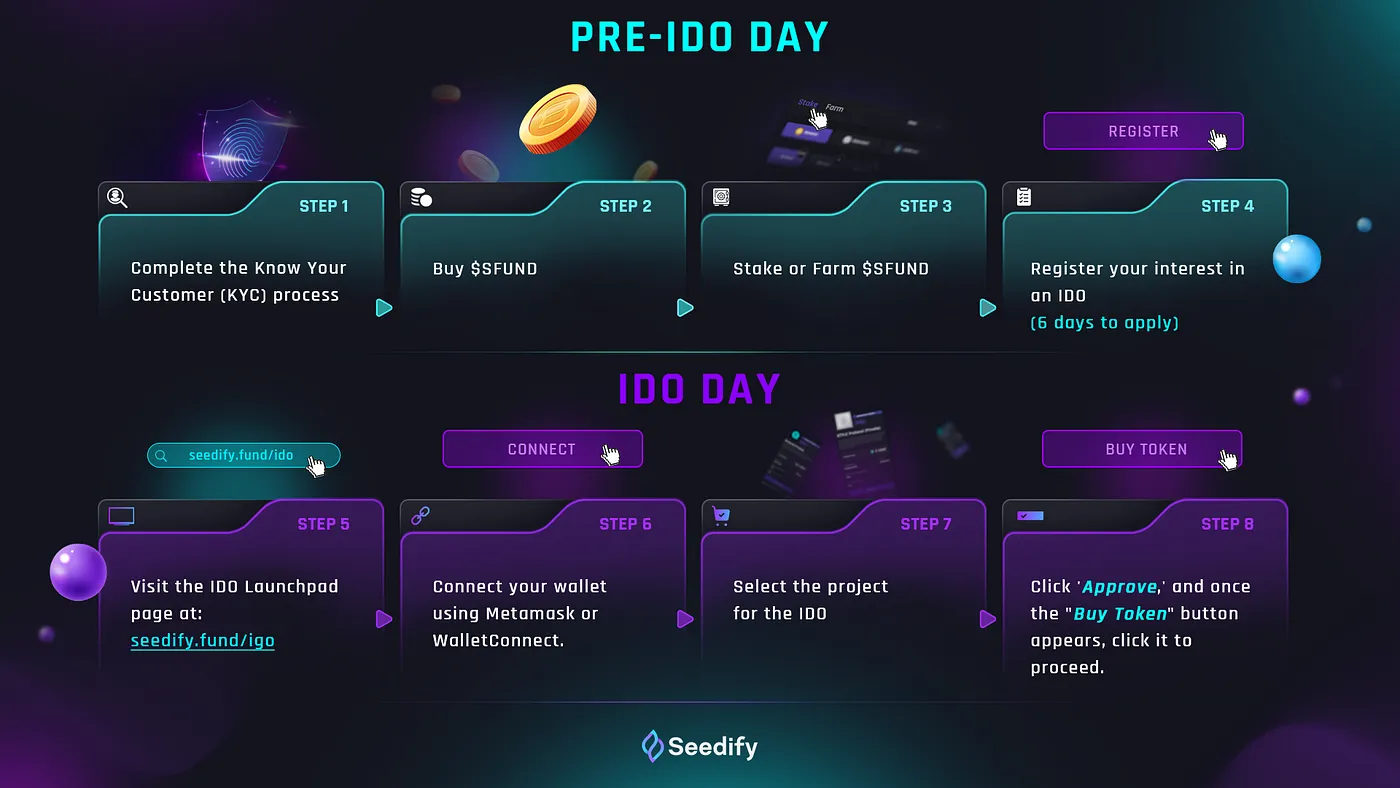 PRE-IDO DAY
Stake Farm
REGISTER
STEP 1
Complete the Know Your
Customer (KYC) process
STEP 2
Buy $SFUND
STEP 3
Stake or Farm $SFUND
STEP 4
Register your interest in
an IDO
(6 days to apply)
IDO DAY
seedify.fund/ido
CONNECT
BUY TOKEN
STEP 5
Visit the IDO Launchpad
page at:
seedify.fund/igo
STEP 6
Connect your wallet
using Metamask or
WalletConnect.
STEP 7
Select the project
for the IDO
STEP 8
Click 'Approve,' and once
the "Buy Token" button
appears, click it to
proceed.
Seedify